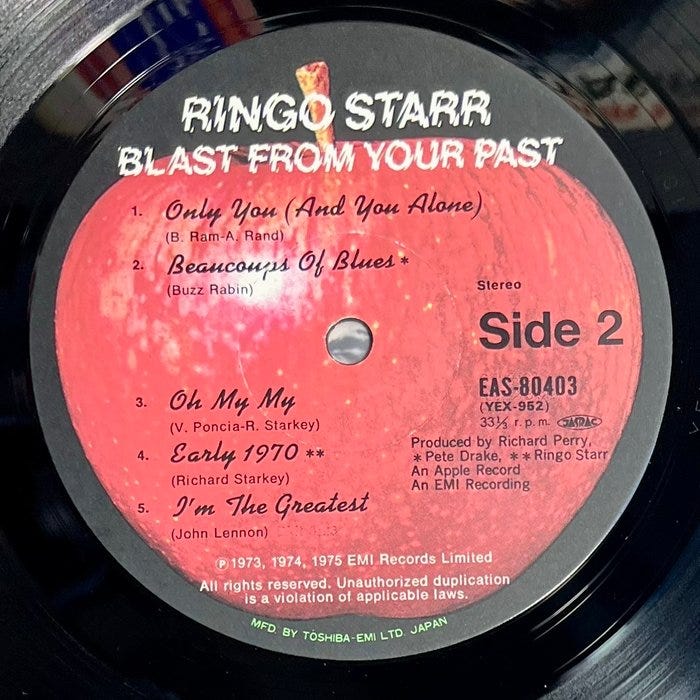 RINGO STARR
BLAST FROM YOUR PAST
1. Only You (And You Alone)
(B. Ram-A. Rand)
2. Beaucoups Of Blues *
(Buzz Rabin)
Stereo
Side 2
EAS-80403
(YEX-952)
33⅓ r.p.m. JASRAC
3. Oh My My
(V. Poncia-R. Starkey)
4. Early 1970 **
(Richard Starkey)
5. I'm The Greatest
(John Lennon)
Produced by Richard Perry,
* Pete Drake, ** Ringo Starr
An Apple Record
An EMI Recording
℗ 1973, 1974, 1975 EMI Records Limited
All rights reserved. Unauthorized duplication
is a violation of applicable laws.
MFD. BY TOSHIBA-EMI LTD. JAPAN